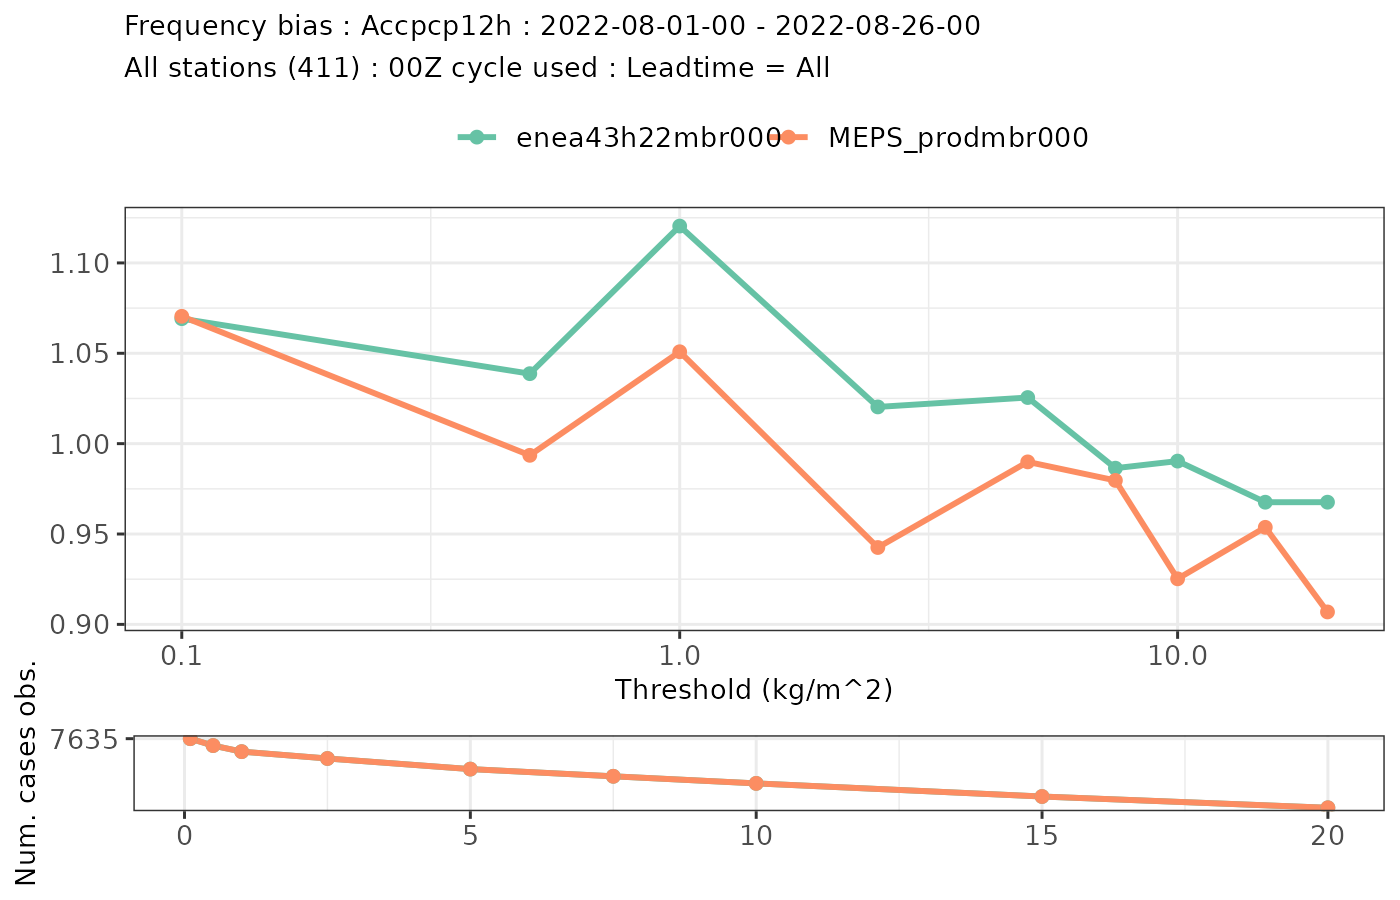 Frequency bias : Accpcp12h : 2022-08-01-00 - 2022-08-26-00
All stations (411) : 00Z cycle used : Leadtime = All
enea43h22mbr000 MEPS_prodmbr000
1.10
1.05
1.00
0.95
0.90
0.1 1.0 10.0
Threshold (kg/m^2)
Num. cases obs.
7635
0 5 10 15 20